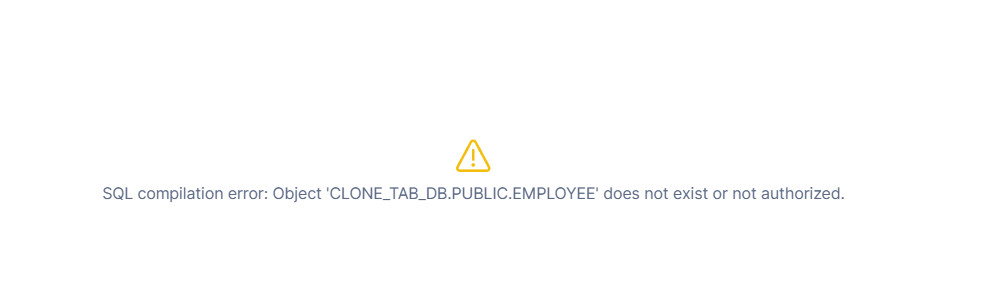 SQL compilation error: Object 'CLONE_TAB_DB.PUBLIC.EMPLOYEE' does not exist or not authorized.